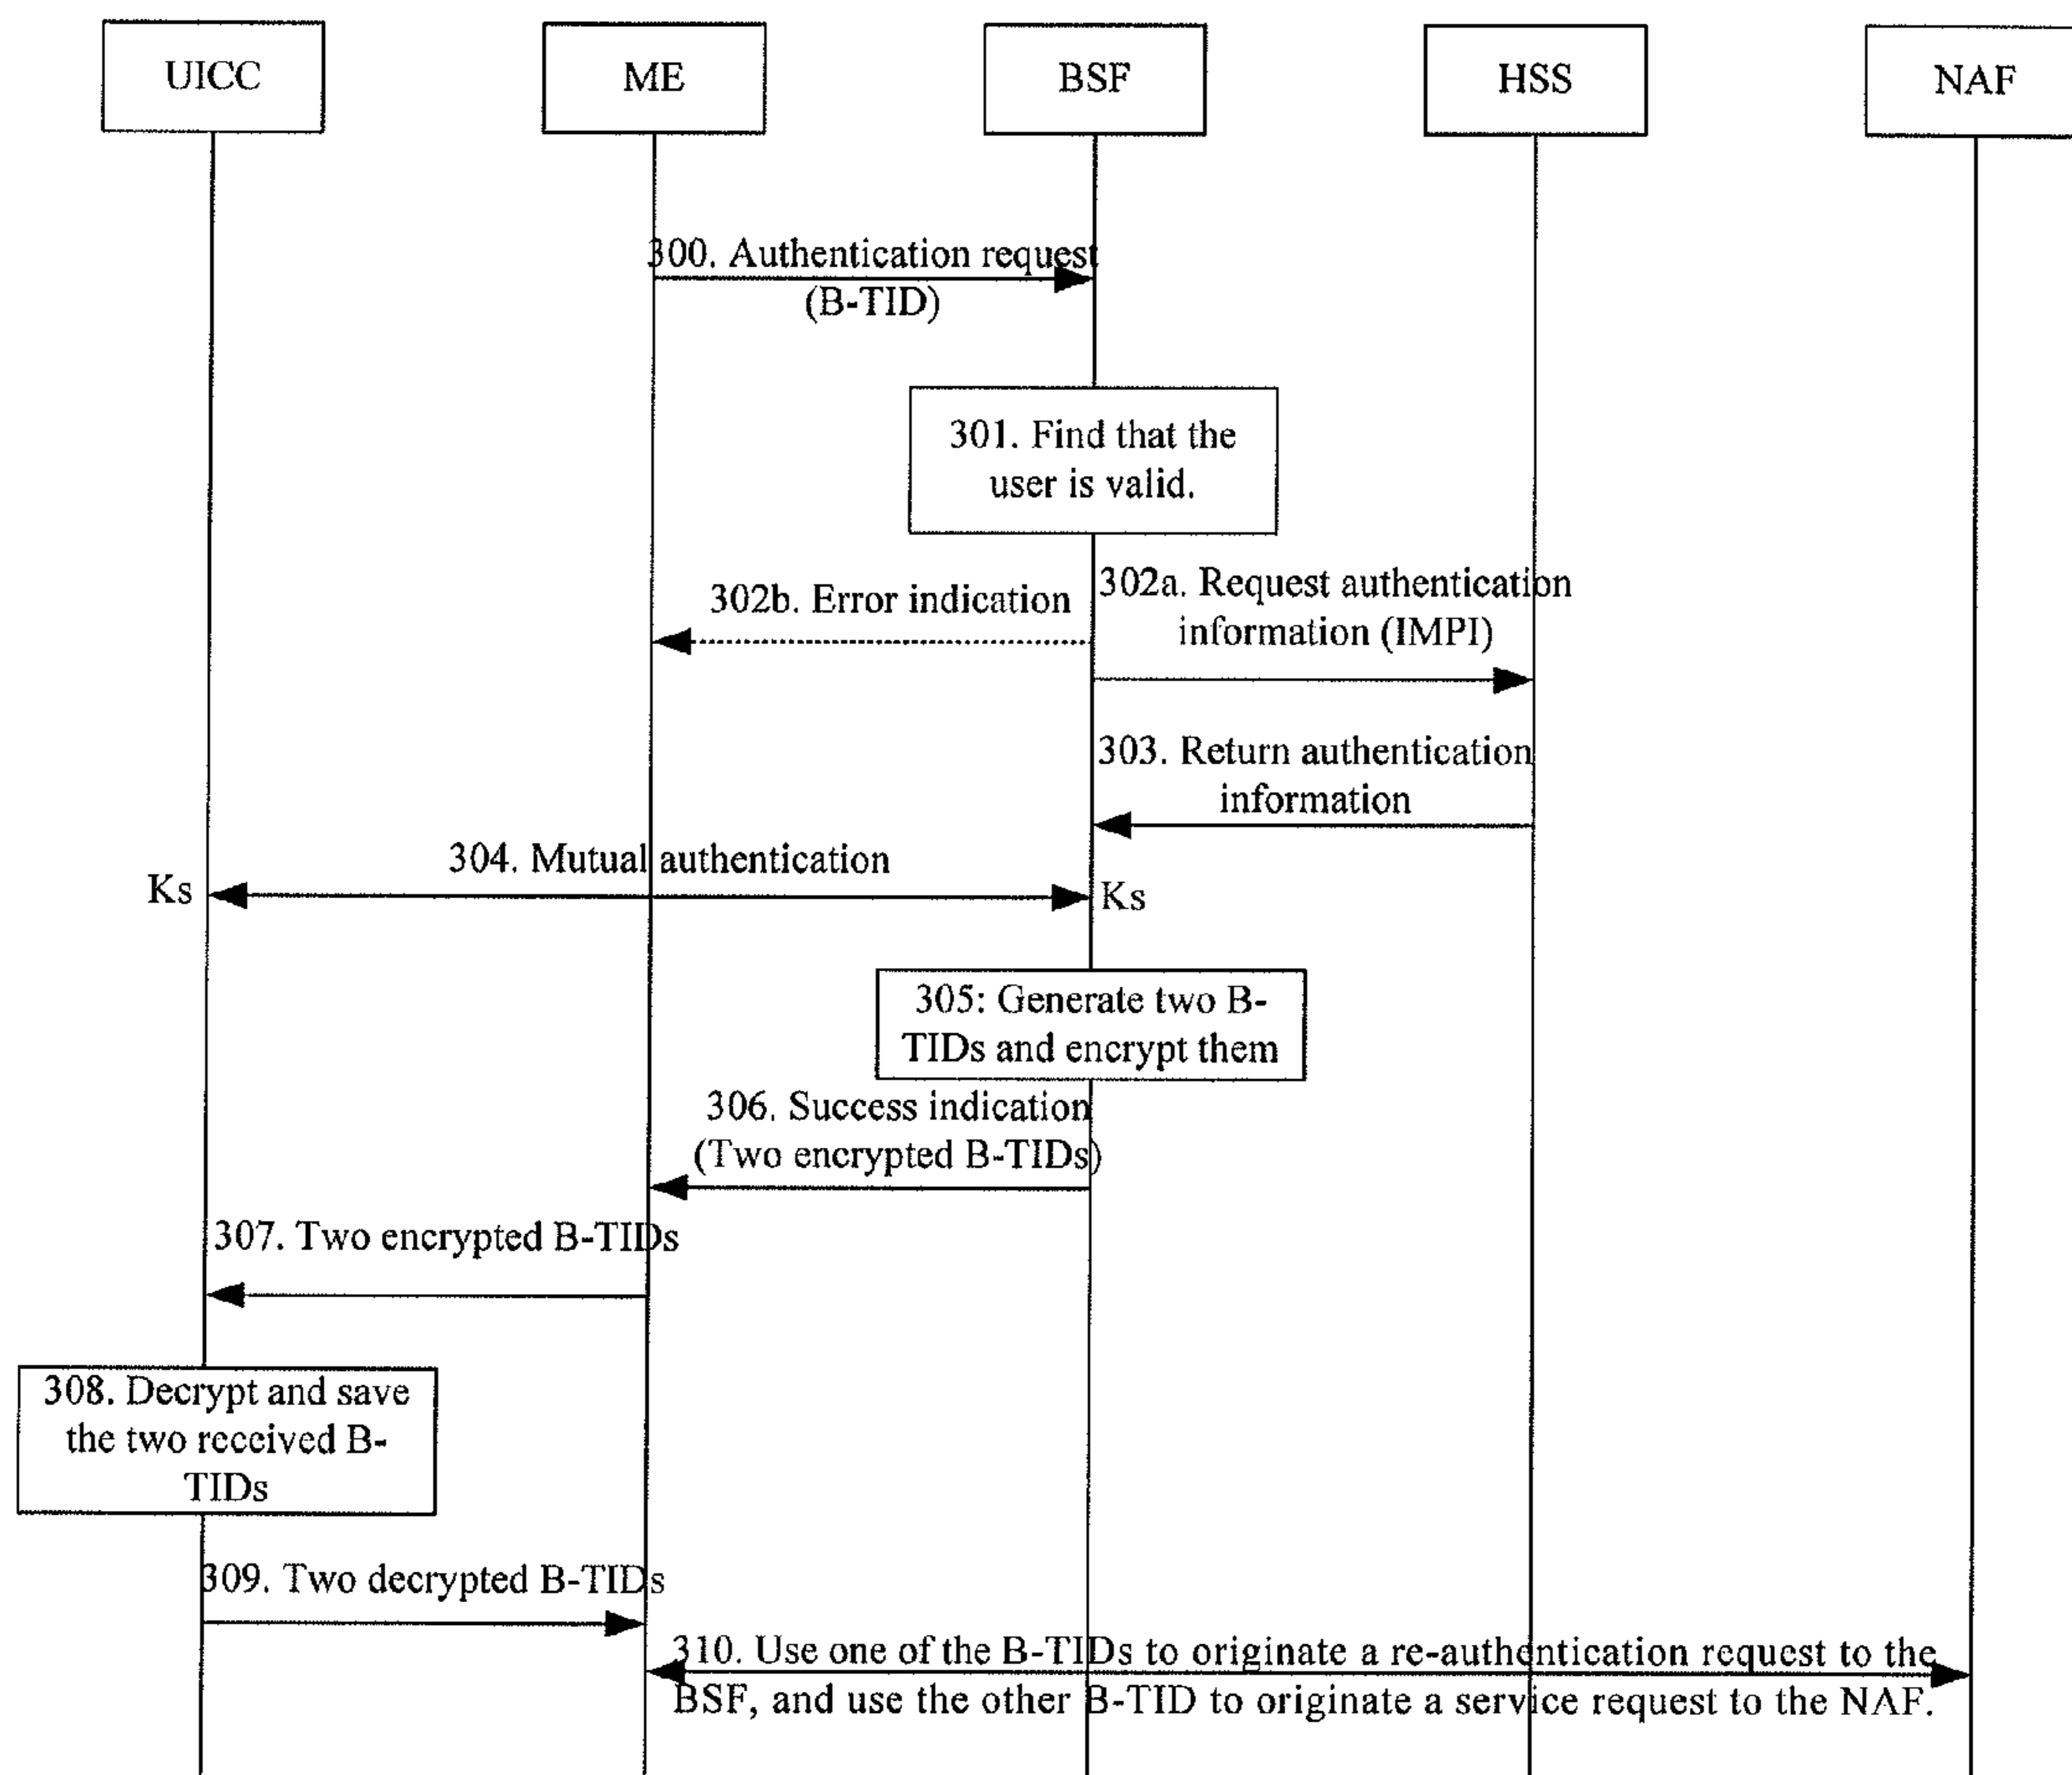 UICC
ME
BSF
HSS
NAF
300. Authentication request
(B-TID)
301. Find that the
user is valid.
302b. Error indication
302a. Request authentication
information (IMPI)
303. Return authentication
information
304. Mutual authentication
Ks
Ks
305: Generate two B-
TIDs and encrypt them
306. Success indication
(Two encrypted B-TIDs)
307. Two encrypted B-TIDs
308. Decrypt and save
the two received B-
TIDs
309. Two decrypted B-TIDs
310. Use one of the B-TIDs to originate a re-authentication request to the
BSF, and use the other B-TID to originate a service request to the NAF.